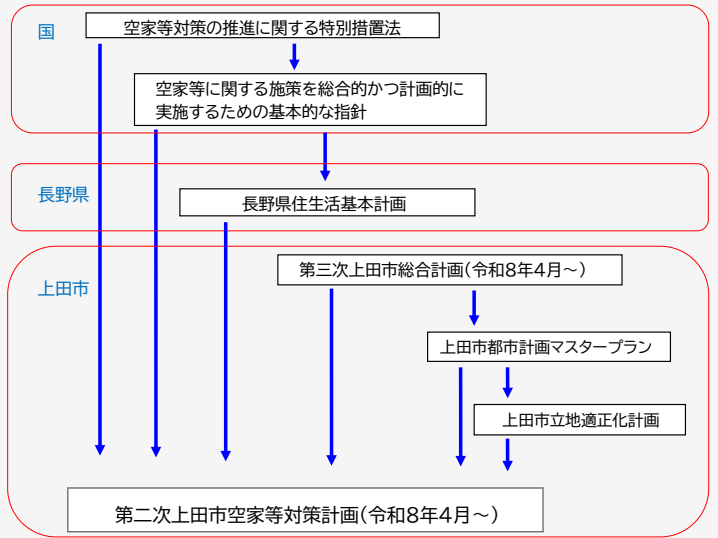 国
空家等対策の推進に関する特別措置法
空家等に関する施策を総合的かつ計画的に
実施するための基本的な指針
長野県
長野県住生活基本計画
上田市
第三次上田市総合計画(令和8年4月～)
上田市都市計画マスタープラン
上田市立地適正化計画
第二次上田市空家等対策計画(令和8年4月～)